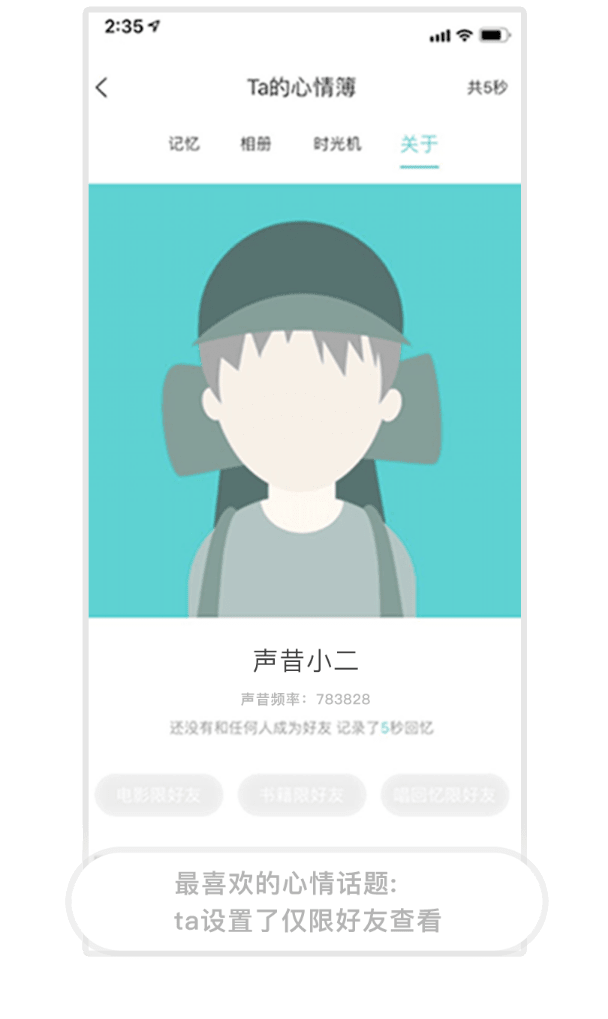 2:35
Ta的心情簿
共5秒
记忆 相册 时光机 关于
声昔小二
声昔频率：783828
还没有和任何人成为好友 记录了5秒回忆
电影限好友 书籍限好友 唱回忆限好友
最喜欢的心情话题:
ta设置了仅限好友查看